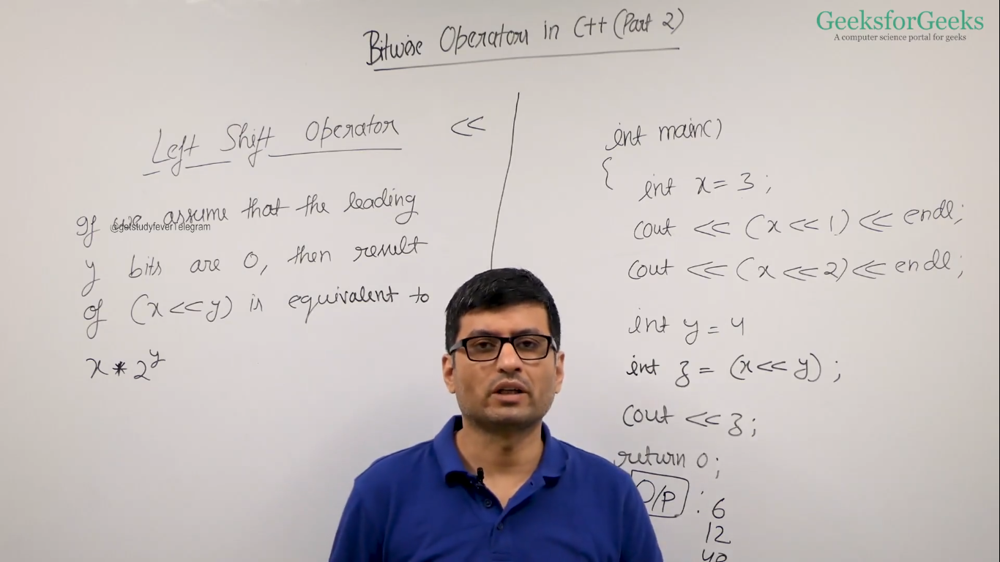 GeeksforGeeks
A computer science portal for geeks
Bitwise Operators in C++ (Part 2)
Left Shift Operator <<
If we assume that the leading
@gotstudyfeverTelegram
y bits are 0, then result
of (x<<y) is equivalent to
x * 2^y
int main()
{
int x = 3;
cout << (x << 1) << endl;
cout << (x << 2) << endl;
int y = 4
int z = (x << y);
cout << z;
return 0;
O/P : 6
12